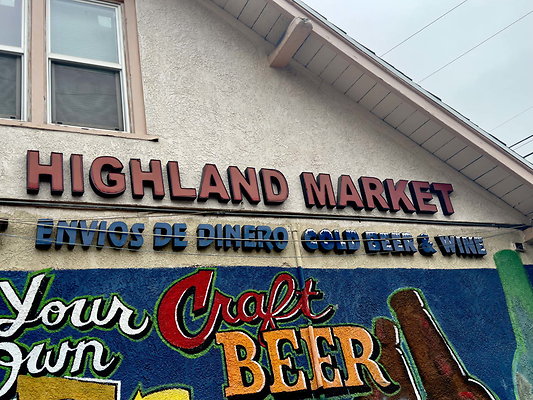 HIGHLAND MARKET
ENVIOS DE DINERO COLD BEER & WINE
Your Craft
Own BEER